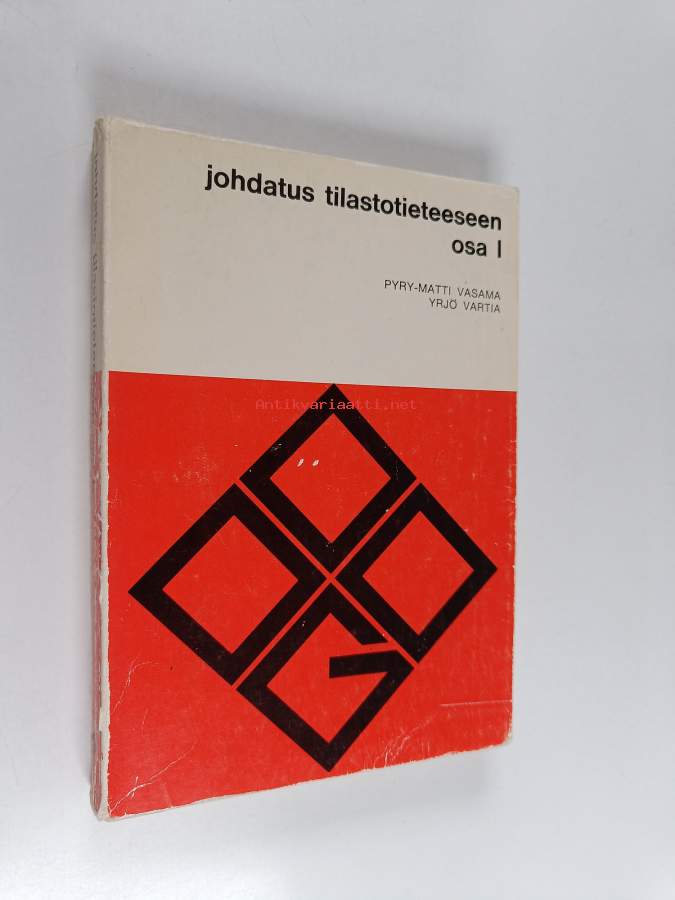 johdatus tilastotieteeseen
osa I
PYRY-MATTI VASAMA
YRJÖ VARTIA
Antikvariaatti.net
G